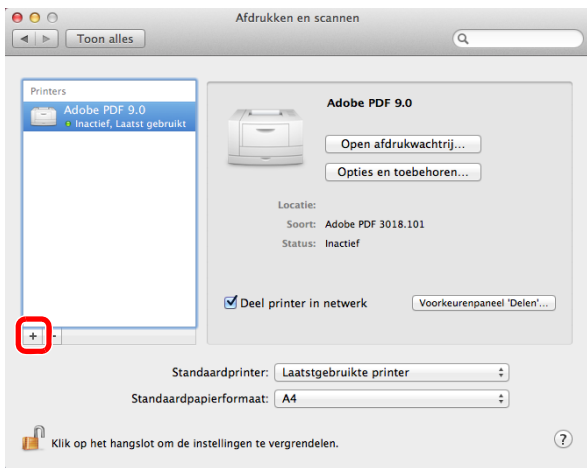 Afdrukken en scannen
Toon alles
Printers
Adobe PDF 9.0
Inactief, Laatst gebruikt
Adobe PDF 9.0
Open afdrukwachtrij...
Opties en toebehoren...
Locatie:
Soort: Adobe PDF 3018.101
Status: Inactief
Deel printer in netwerk
Voorkeurenpaneel 'Delen'...
+ -
Standaardprinter: Laatstgebruikte printer
Standaardpapierformaat: A4
Klik op het hangslot om de instellingen te vergrendelen.
?